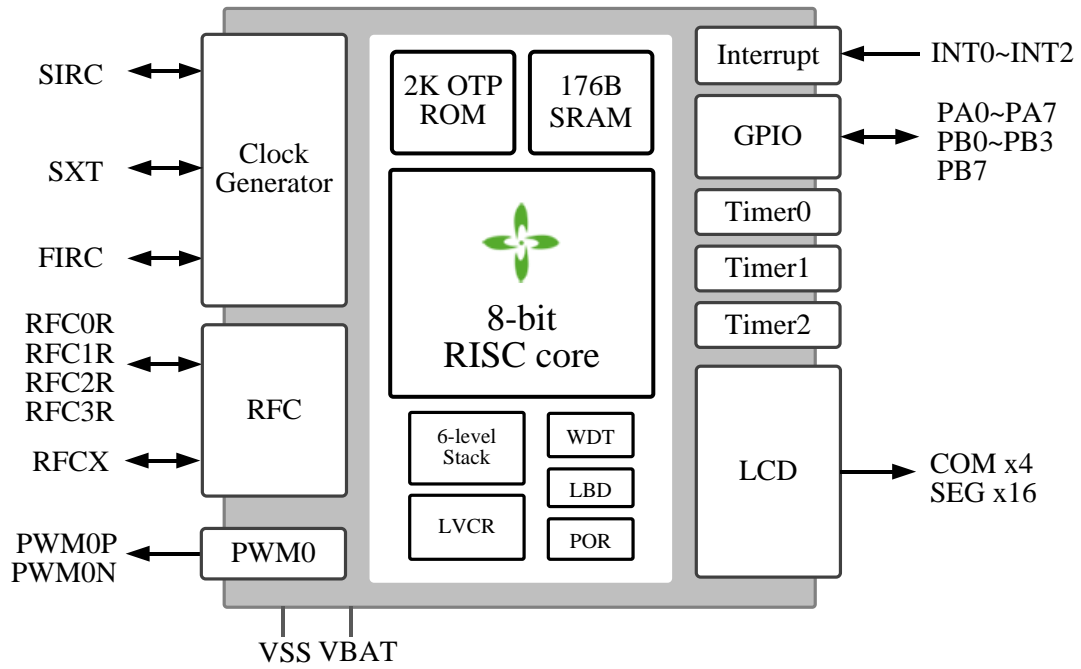 SIRC
SXT
FIRC
Clock
Generator
RFC0R
RFC1R
RFC2R
RFC3R
RFCX
RFC
PWM0P
PWM0N
PWM0
VSS
VBAT
2K OTP
ROM
176B
SRAM
8-bit
RISC core
6-level
Stack
LVCR
WDT
LBD
POR
Interrupt
INT0~INT2
GPIO
PA0~PA7
PB0~PB3
PB7
Timer0
Timer1
Timer2
LCD
COM x4
SEG x16